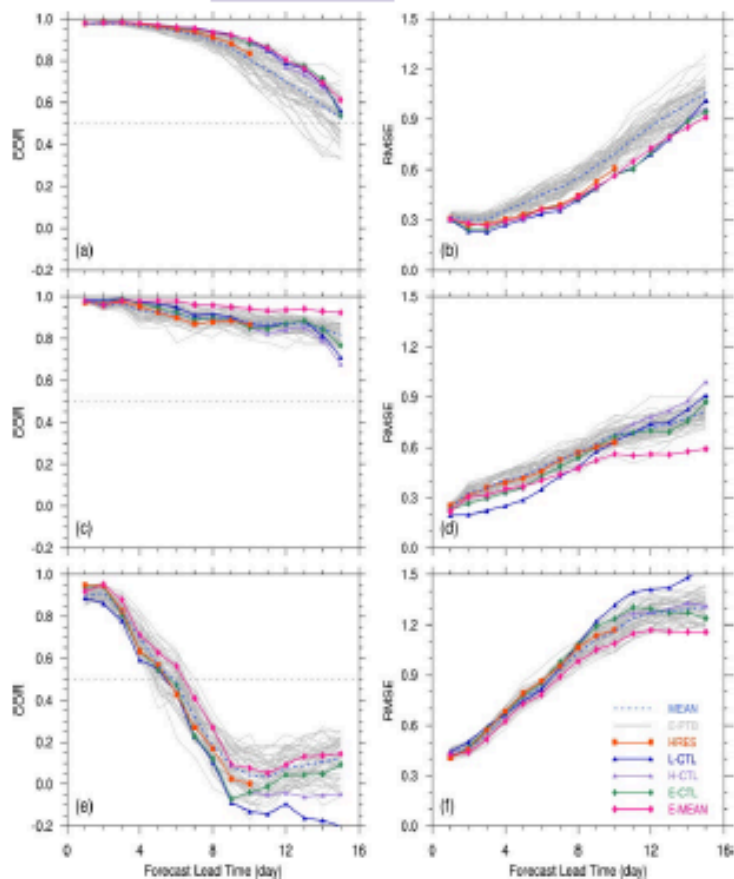 1.0
0.8
0.6
0.4
0.2
0.0
-0.2
COR
(a)
1.5
1.2
0.9
0.6
0.3
0.0
RMSE
(b)
1.0
0.8
0.6
0.4
0.2
0.0
-0.2
COR
(c)
1.5
1.2
0.9
0.6
0.3
0.0
RMSE
(d)
1.0
0.8
0.6
0.4
0.2
0.0
-0.2
COR
(e)
0 4 8 12 16
Forecast Lead Time (day)
1.5
1.2
0.9
0.6
0.3
0.0
RMSE
(f)
MEAN
E-PTB
HRES
L-CTL
H-CTL
E-CTL
E-MEAN
0 4 8 12 16
Forecast Lead Time (day)